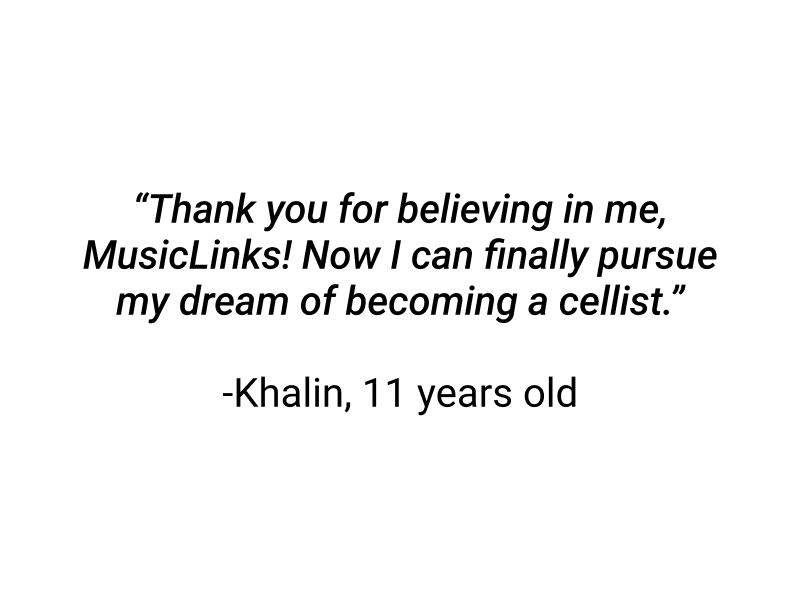 “Thank you for believing in me,
MusicLinks! Now I can finally pursue
my dream of becoming a cellist.”
-Khalin, 11 years old